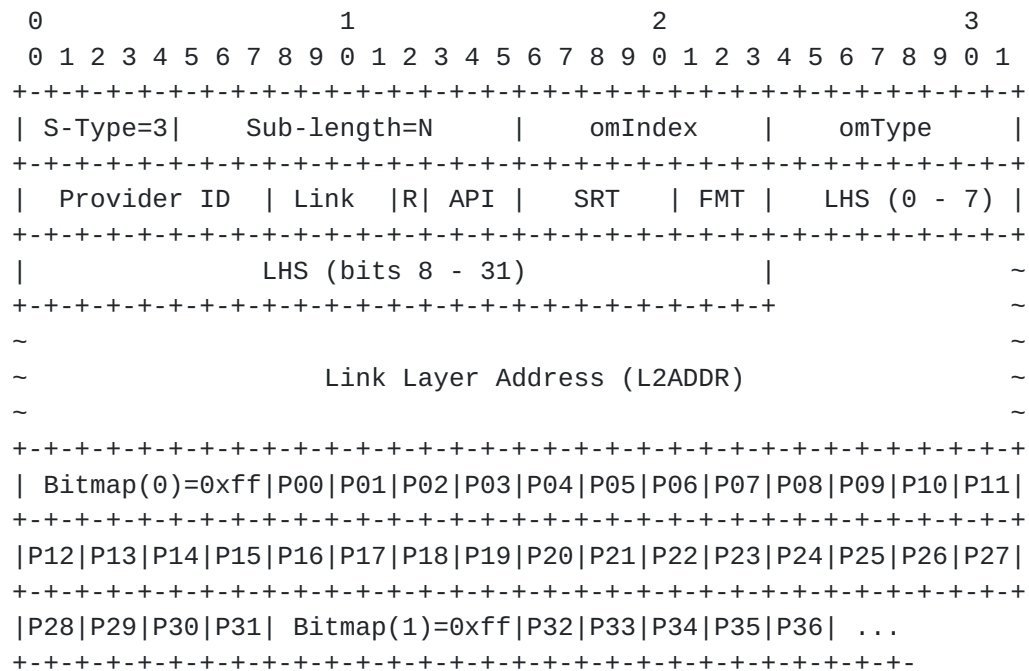 0                   1                   2                   3
 0 1 2 3 4 5 6 7 8 9 0 1 2 3 4 5 6 7 8 9 0 1 2 3 4 5 6 7 8 9 0 1
+-+-+-+-+-+-+-+-+-+-+-+-+-+-+-+-+-+-+-+-+-+-+-+-+-+-+-+-+-+-+-+-+
| S-Type=3|    Sub-length=N     |    omIndex    |    omType     |
+-+-+-+-+-+-+-+-+-+-+-+-+-+-+-+-+-+-+-+-+-+-+-+-+-+-+-+-+-+-+-+-+
|  Provider ID  | Link  |R| API |   SRT   | FMT |   LHS (0 - 7) |
+-+-+-+-+-+-+-+-+-+-+-+-+-+-+-+-+-+-+-+-+-+-+-+-+-+-+-+-+-+-+-+-+
|               LHS (bits 8 - 31)               |               ~
+-+-+-+-+-+-+-+-+-+-+-+-+-+-+-+-+-+-+-+-+-+-+-+-+               ~
~                                                               ~
~                   Link Layer Address (L2ADDR)                 ~
~                                                               ~
+-+-+-+-+-+-+-+-+-+-+-+-+-+-+-+-+-+-+-+-+-+-+-+-+-+-+-+-+-+-+-+-+
| Bitmap(0)=0xff|P00|P01|P02|P03|P04|P05|P06|P07|P08|P09|P10|P11|
+-+-+-+-+-+-+-+-+-+-+-+-+-+-+-+-+-+-+-+-+-+-+-+-+-+-+-+-+-+-+-+-+
|P12|P13|P14|P15|P16|P17|P18|P19|P20|P21|P22|P23|P24|P25|P26|P27|
+-+-+-+-+-+-+-+-+-+-+-+-+-+-+-+-+-+-+-+-+-+-+-+-+-+-+-+-+-+-+-+-+
|P28|P29|P30|P31| Bitmap(1)=0xff|P32|P33|P34|P35|P36| ...
+-+-+-+-+-+-+-+-+-+-+-+-+-+-+-+-+-+-+-+-+-+-+-+-+-+-+-+-+-